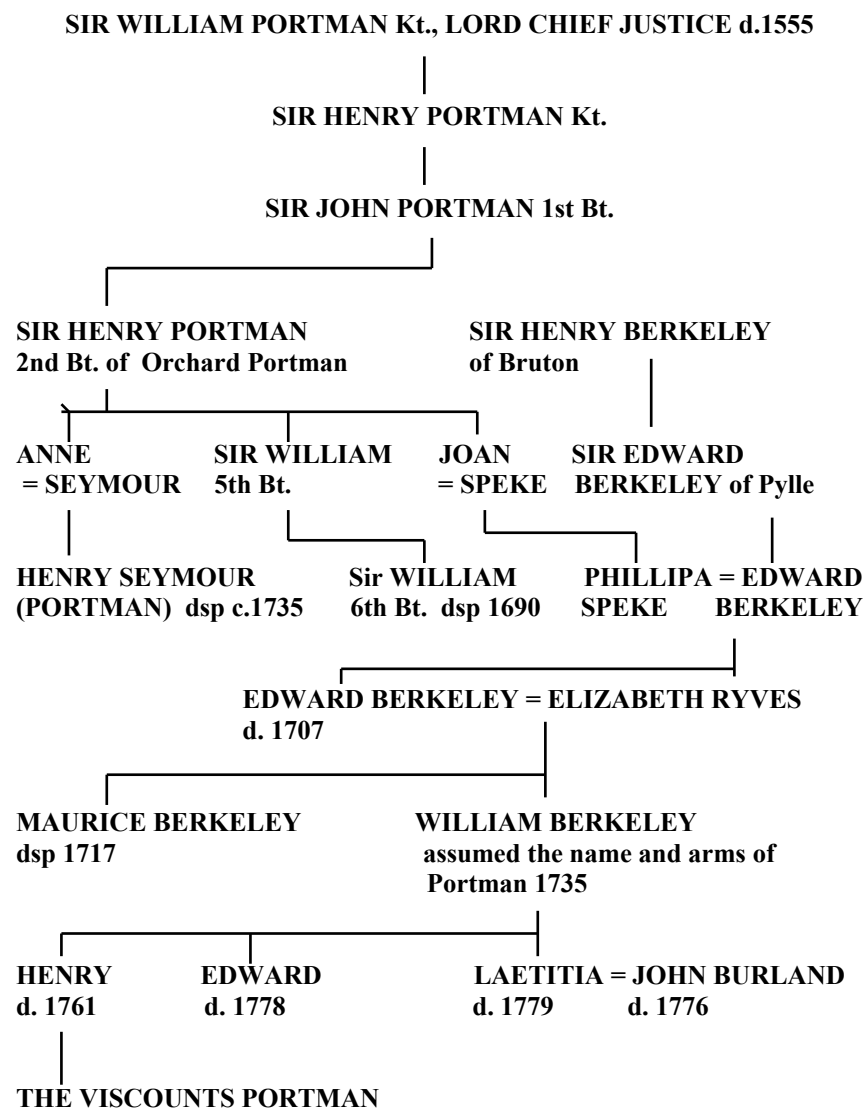 SIR WILLIAM PORTMAN Kt., LORD CHIEF JUSTICE d.1555
SIR HENRY PORTMAN Kt.
SIR JOHN PORTMAN 1st Bt.
SIR HENRY PORTMAN SIR HENRY BERKELEY
2nd Bt. of Orchard Portman of Bruton
ANNE SIR WILLIAM JOAN SIR EDWARD
= SEYMOUR 5th Bt. = SPEKE BERKELEY of Pylle
HENRY SEYMOUR Sir WILLIAM PHILLIPA = EDWARD
(PORTMAN) dsp c.1735 6th Bt. dsp 1690 SPEKE BERKELEY
EDWARD BERKELEY = ELIZABETH RYVES
d. 1707
MAURICE BERKELEY WILLIAM BERKELEY
dsp 1717 assumed the name and arms of
Portman 1735
HENRY EDWARD LAETITIA = JOHN BURLAND
d. 1761 d. 1778 d. 1779 d. 1776
THE VISCOUNTS PORTMAN